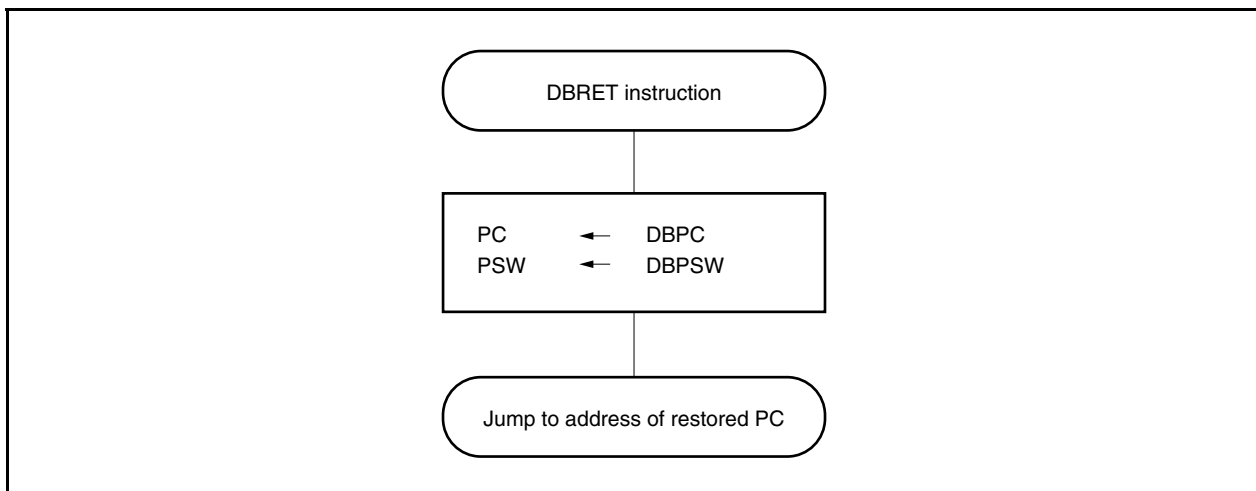 DBRET instruction
PC ← DBPC
PSW ← DBPSW
Jump to address of restored PC